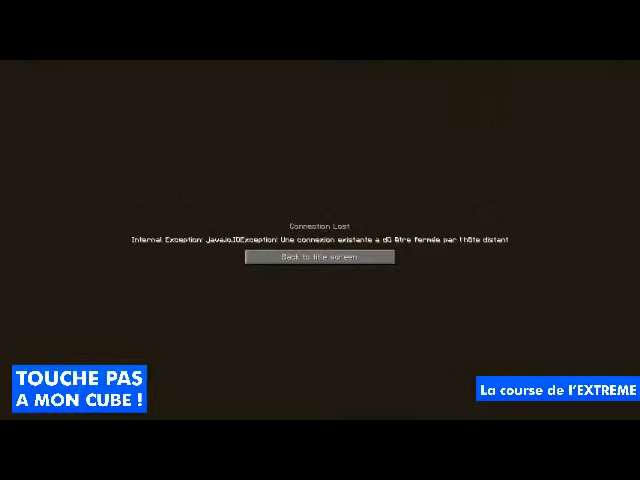 Connection Lost
Internal Exception: java.io.IOException: Une connexion existante a dû être fermée par l'hôte distant
Back to title screen
TOUCHE PAS
A MON CUBE !
La course de l'EXTREME